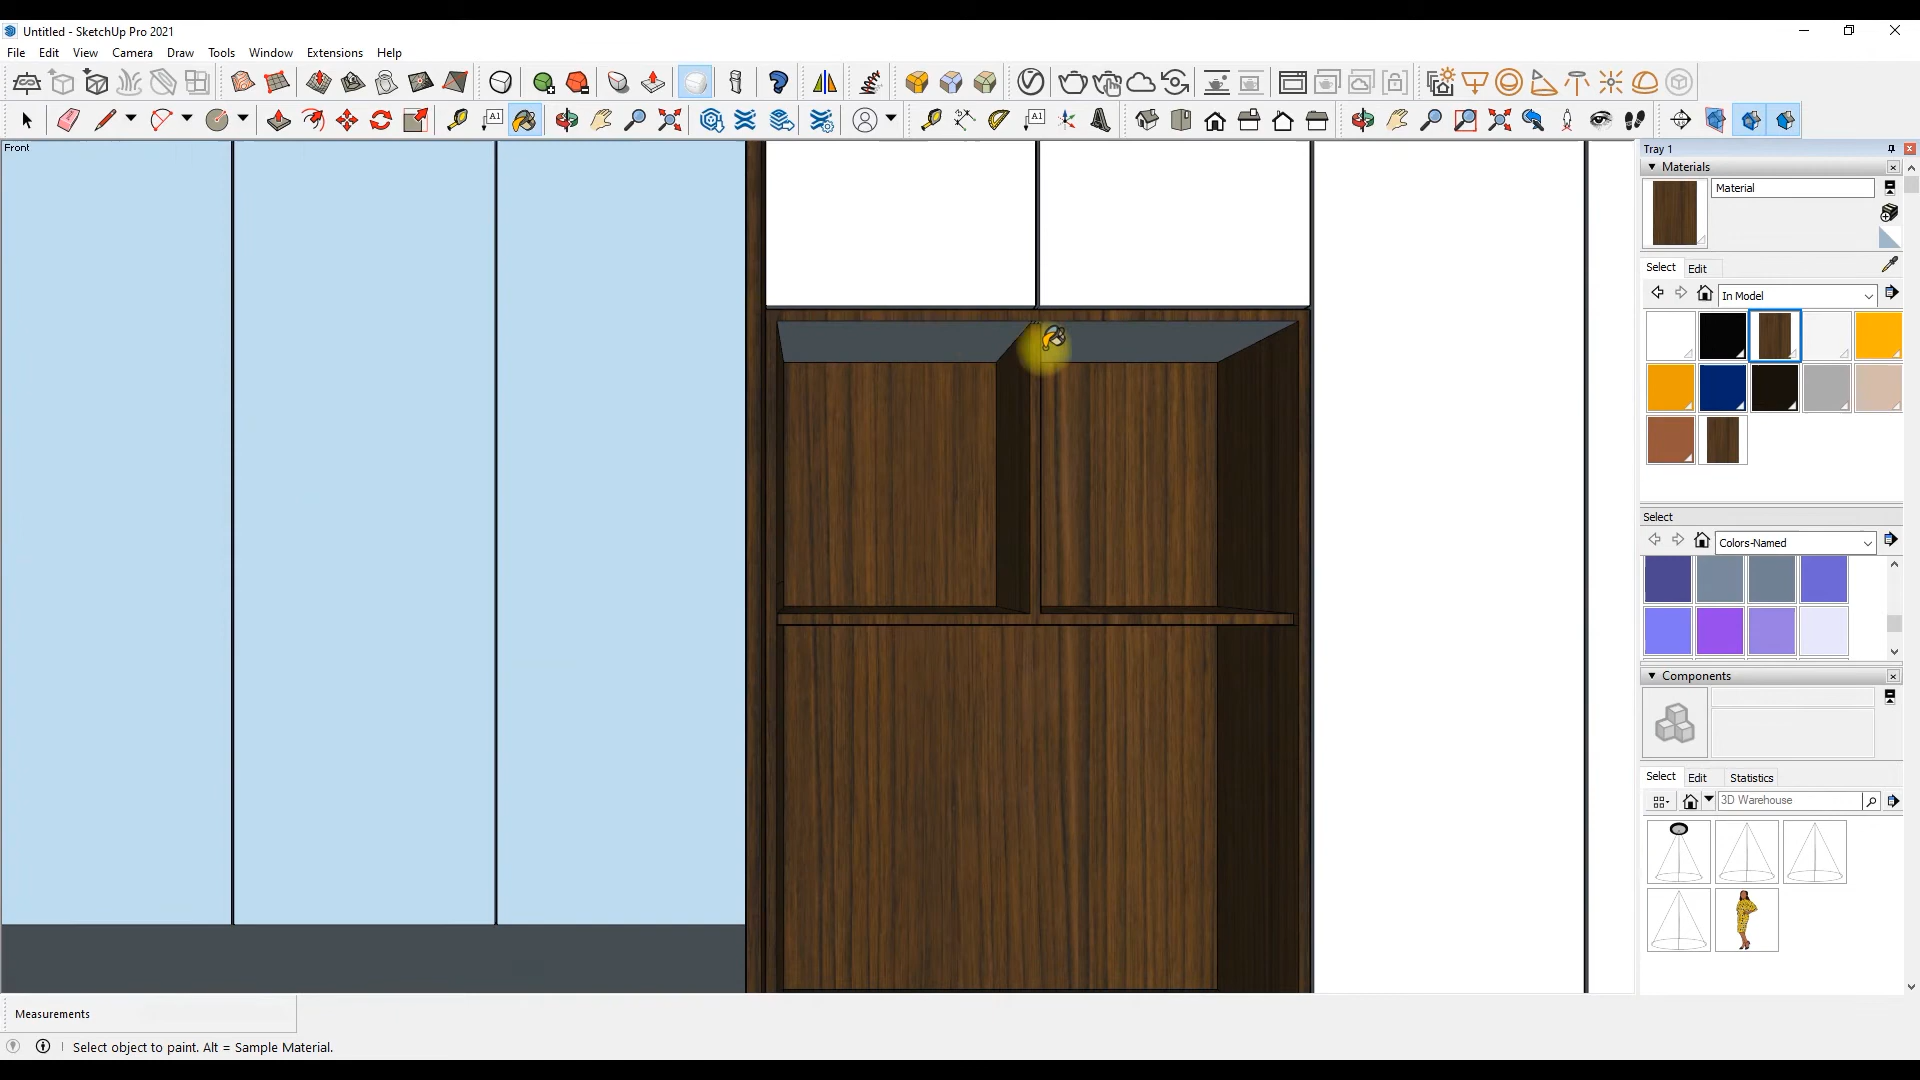 Untitled - SketchUp Pro 2021
File Edit View Camera Draw Tools Window Extensions Help
A1
A1
Front
Tray 1
Materials
Material
Select Edit
In Model
Select
Colors-Named
Components
Select Edit Statistics
3D Warehouse
Measurements
Select object to paint. Alt = Sample Material.